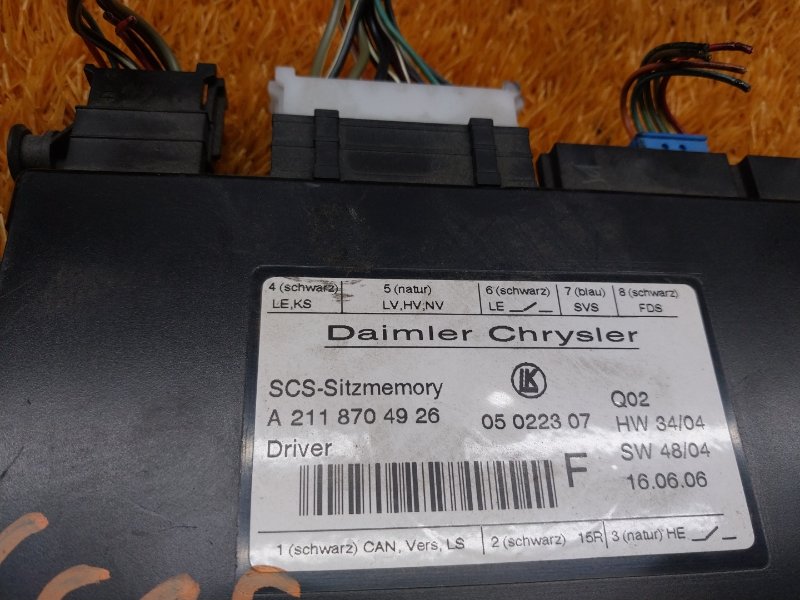 4 (schwarz) 5 (natur) 6 (schwarz) 7 (blau) 8 (schwarz)
LE,KS LV,HV,NV LE SVS FDS
Daimler Chrysler
SCS-Sitzmemory LK Q02
A 211 870 49 26 05 0223 07 HW 34/04
Driver F SW 48/04
16.06.06
1 (schwarz) CAN, Vers, LS 2 (schwarz) 15R 3 (natur) HE